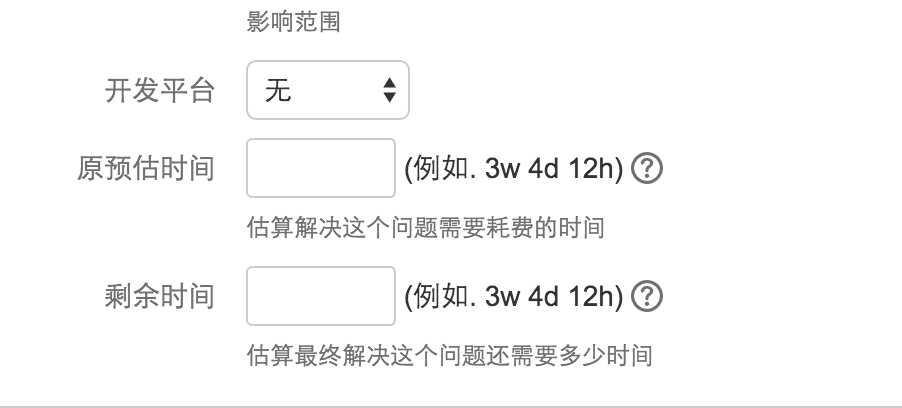 影响范围
开发平台 无
原预估时间 (例如. 3w 4d 12h) ?
估算解决这个问题需要耗费的时间
剩余时间 (例如. 3w 4d 12h) ?
估算最终解决这个问题还需要多少时间